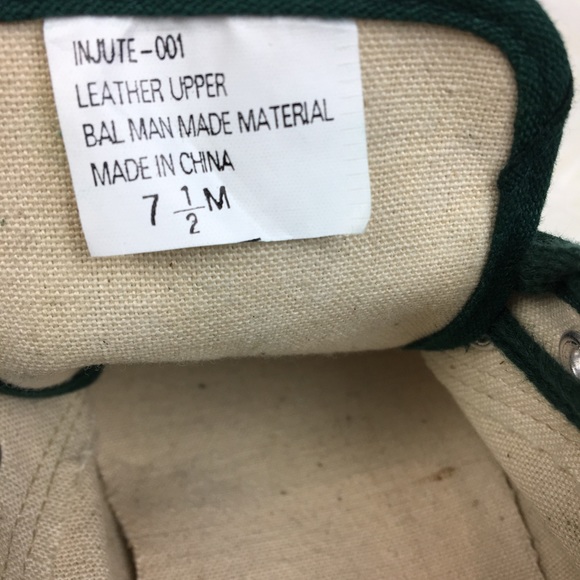 INJUTE-001
LEATHER UPPER
BAL MAN MADE MATERIAL
MADE IN CHINA
7 1/2 M